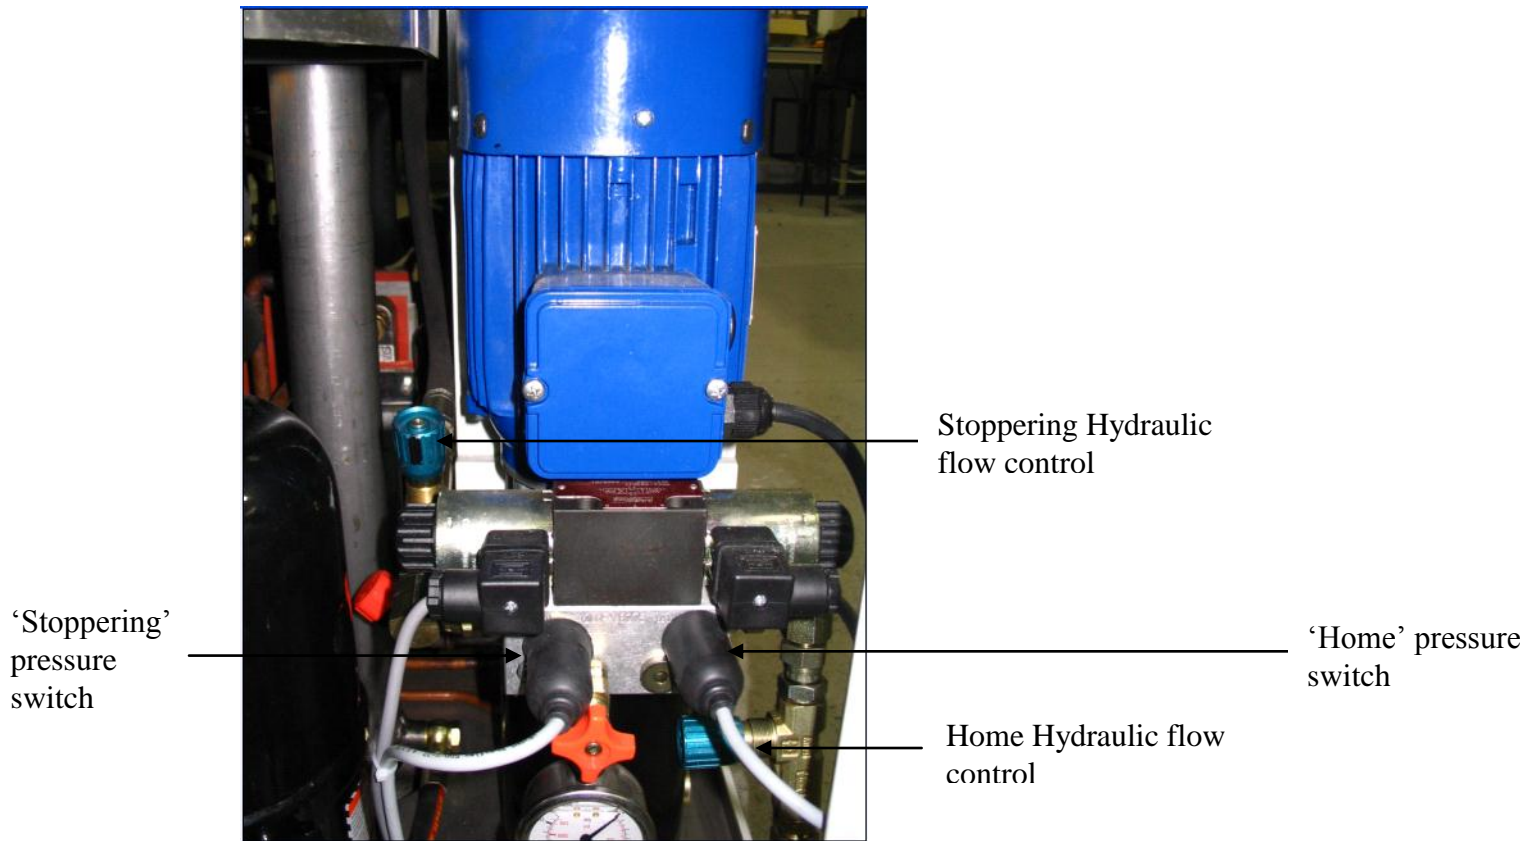 Stoppering Hydraulic
flow control
‘Stoppering’
pressure
switch
‘Home’ pressure
switch
Home Hydraulic flow
control